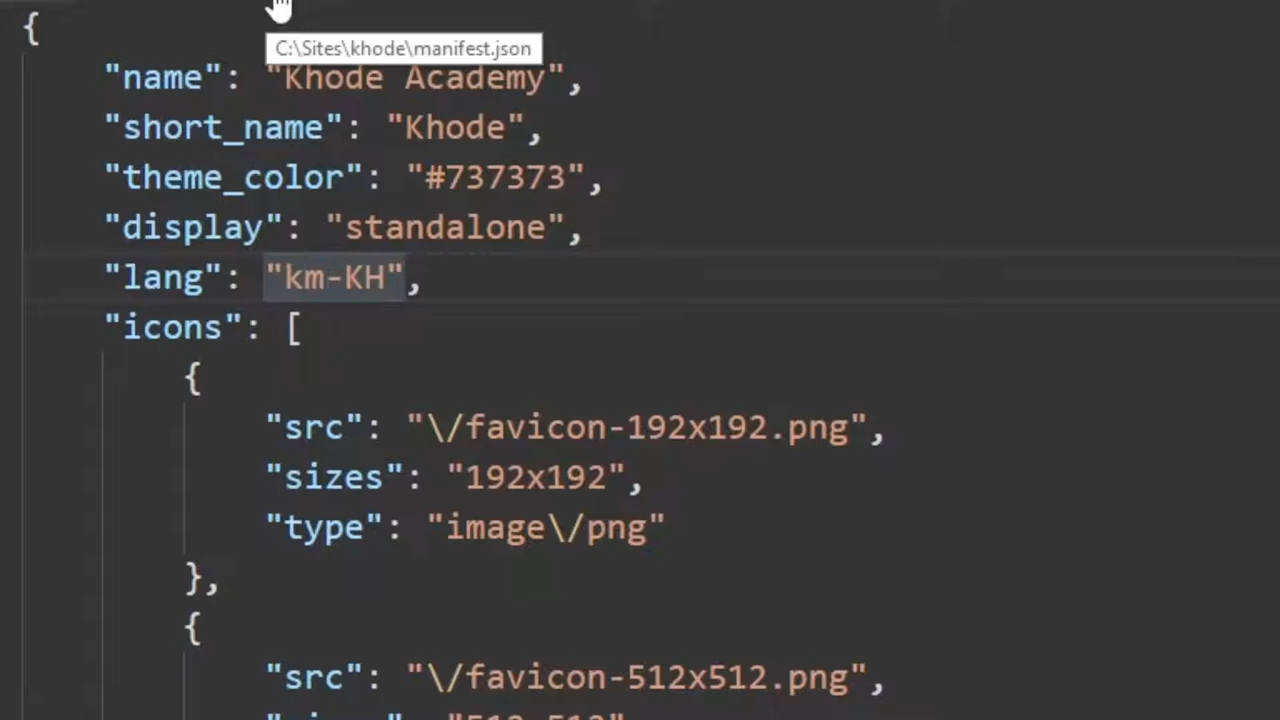 {
C:\Sites\khode\manifest.json
"name": "Khode Academy",
"short_name": "Khode",
"theme_color": "#737373",
"display": "standalone",
"lang": "km-KH",
"icons": [
{
"src": "\/favicon-192x192.png",
"sizes": "192x192",
"type": "image\/png"
},
{
"src": "\/favicon-512x512.png",